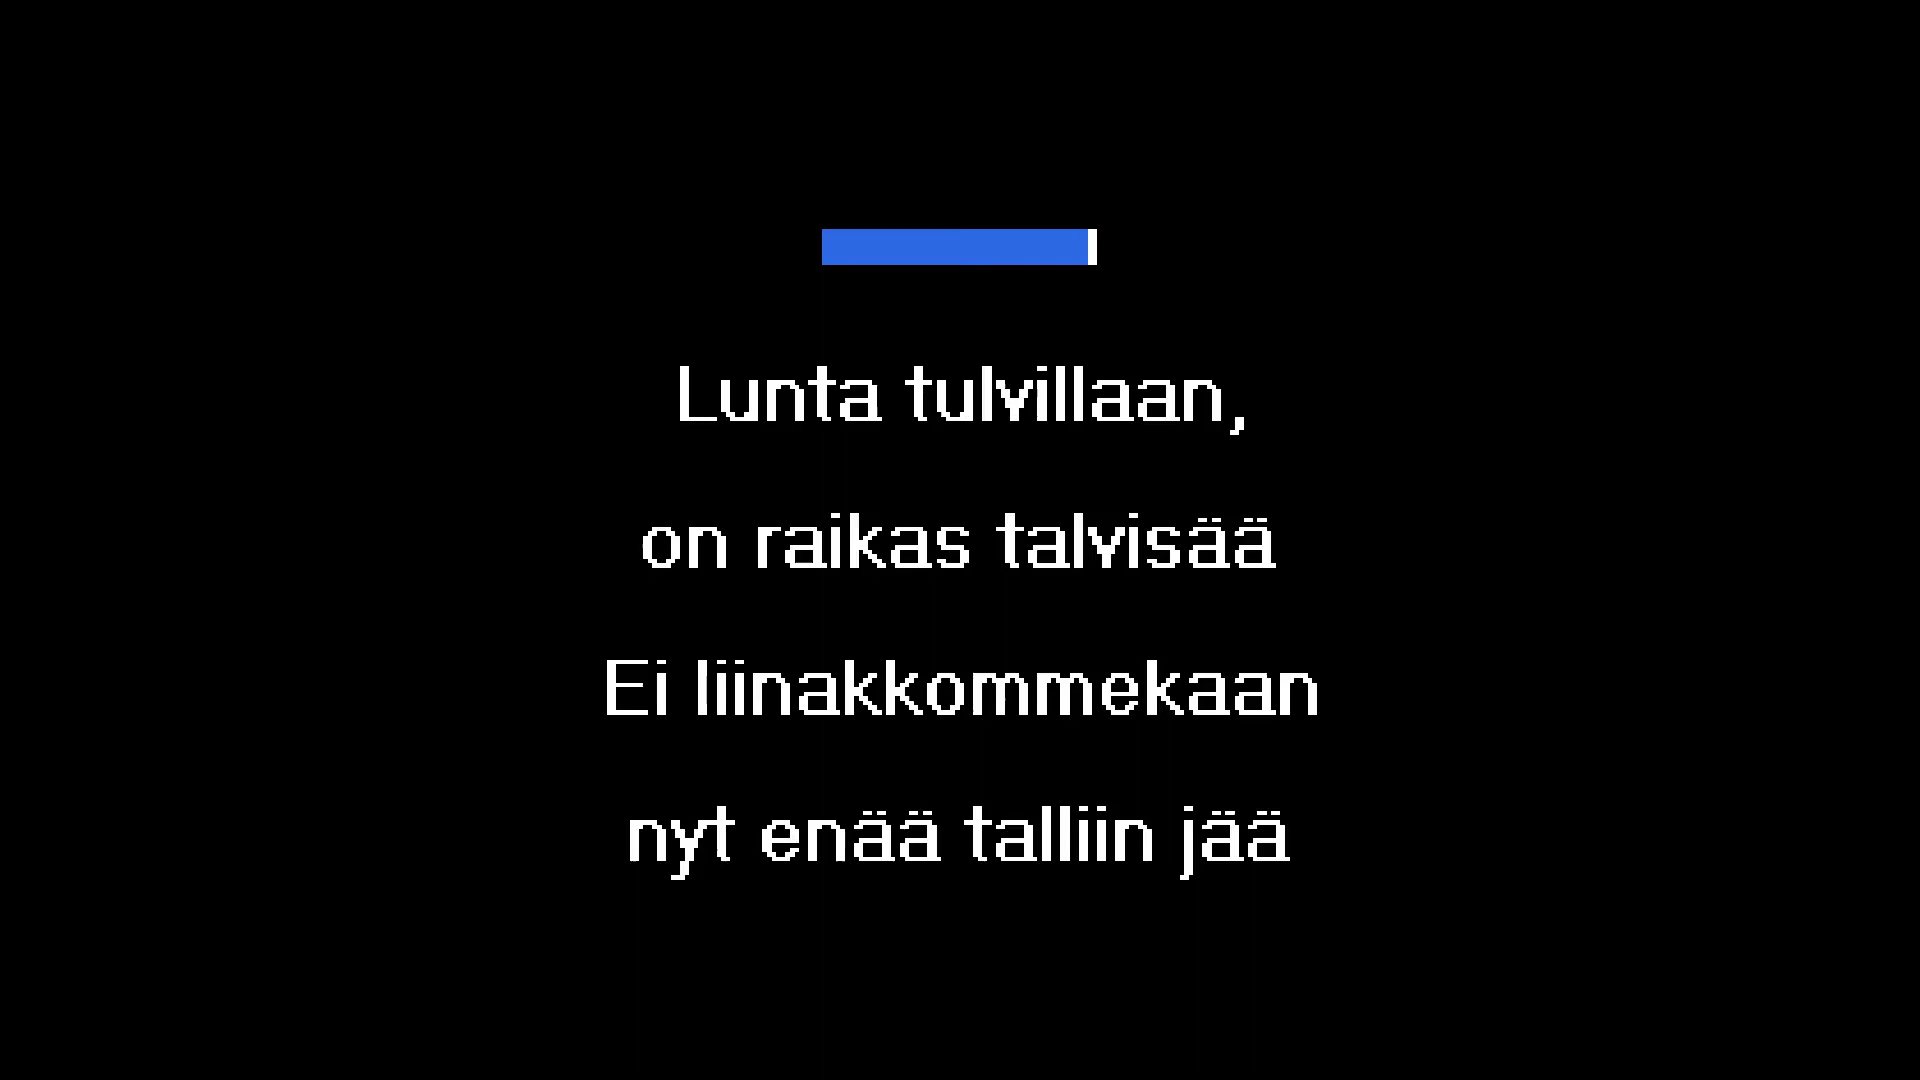 Lunta tulvillaan,
on raikas talvisää
Ei liinakkommekaan
nyt enää talliin jää